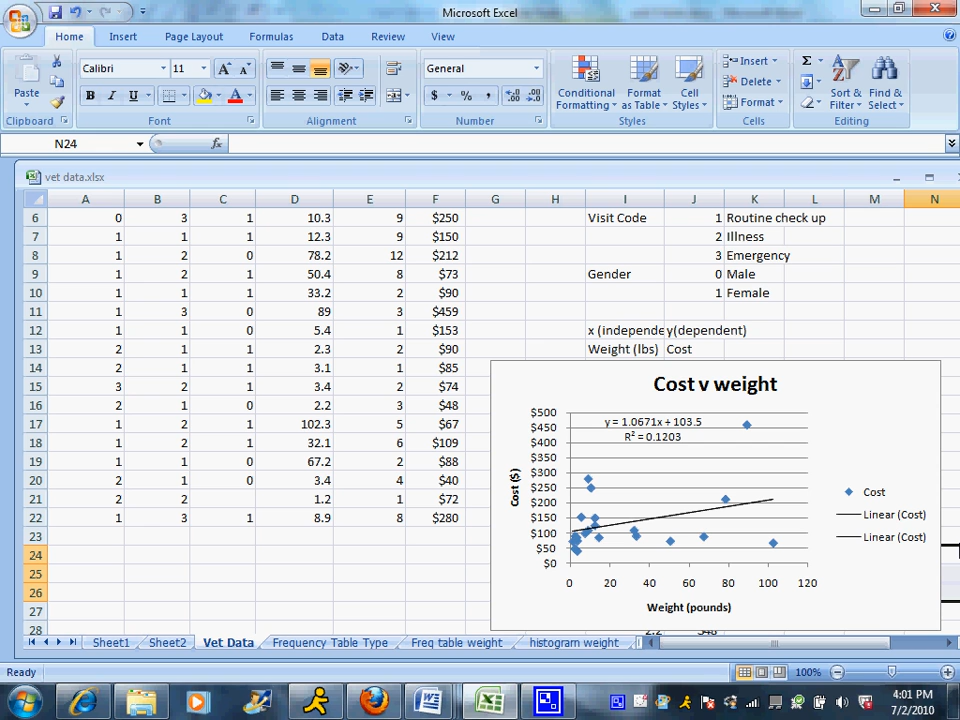 Microsoft Excel
Home Insert Page Layout Formulas Data Review View
Calibri 11 General
Paste B I U $ % , Conditional Formatting Format as Table Cell Styles Insert Delete Format Σ Sort & Filter Find & Select
Clipboard Font Alignment Number Styles Cells Editing
N24 fx
vet data.xlsx
A B C D E F G H I J K L M N
6 0 3 1 10.3 9 $250 Visit Code 1 Routine check up
7 1 1 1 12.3 9 $150 2 Illness
8 1 2 0 78.2 12 $212 3 Emergency
9 1 2 1 50.4 8 $73 Gender 0 Male
10 1 1 1 33.2 2 $90 1 Female
11 1 3 0 89 3 $459
12 1 1 0 5.4 1 $153 x (independe y(dependent)
13 2 1 1 2.3 2 $90 Weight (lbs) Cost
14 2 1 1 3.1 1 $85
15 3 2 1 3.4 2 $74
16 2 1 0 2.2 3 $48
17 1 2 1 102.3 5 $67
18 1 2 1 32.1 6 $109
19 1 1 0 67.2 2 $88
20 2 1 0 3.4 4 $40
21 2 2 1.2 1 $72
22 1 3 1 8.9 8 $280
23
24
25
26
27
28
Cost v weight
y = 1.0671x + 103.5
R² = 0.1203
$500
$450
$400
$350
$300
$250
$200
$150
$100
$50
$0
Cost ($)
0 20 40 60 80 100 120
Weight (pounds)
Cost
Linear (Cost)
Linear (Cost)
Sheet1 Sheet2 Vet Data Frequency Table Type Freq table weight histogram weight
Ready 100%
4:01 PM
7/2/2010